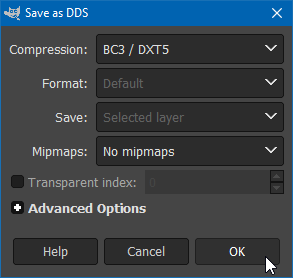 Save as DDS
Compression: BC3 / DXT5
Format: Default
Save: Selected layer
Mipmaps: No mipmaps
Transparent index: 0
Advanced Options
Help Cancel OK